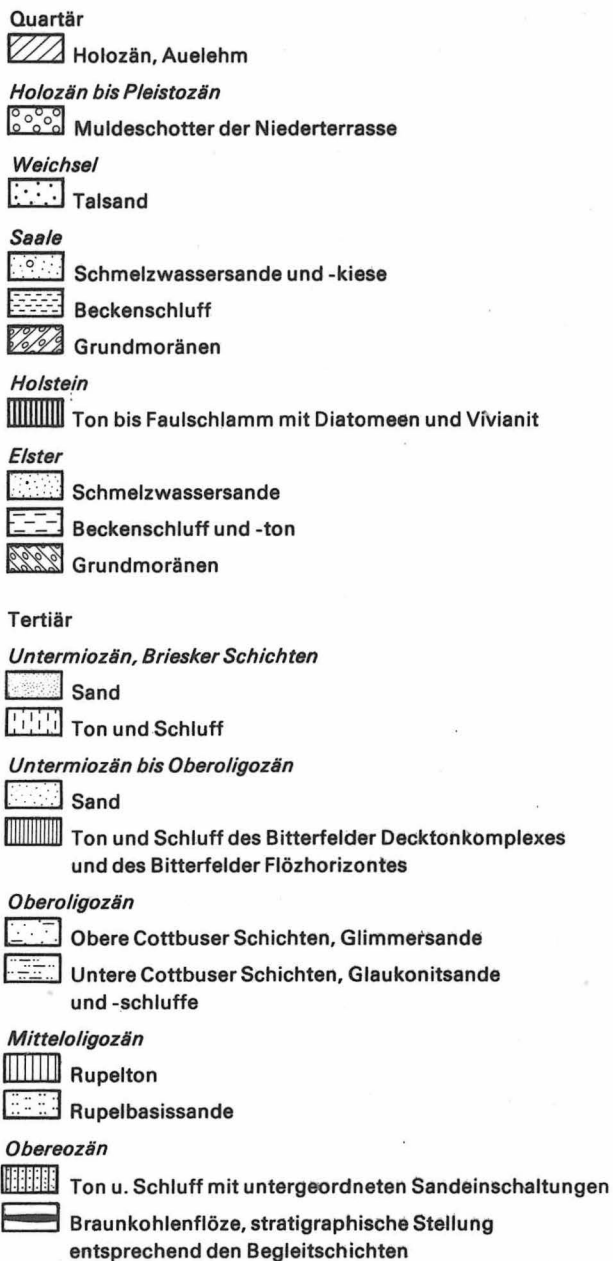 Quartär
Holozän, Auelehm
Holozän bis Pleistozän
Muldeschotter der Niederterrasse
Weichsel
Talsand
Saale
Schmelzwassersande und -kiese
Beckenschluff
Grundmoränen
Holstein
Ton bis Faulschlamm mit Diatomeen und Vivianit
Elster
Schmelzwassersande
Beckenschluff und -ton
Grundmoränen
Tertiär
Untermiozän, Briesker Schichten
Sand
Ton und Schluff
Untermiozän bis Oberoligozän
Sand
Ton und Schluff des Bitterfelder Decktonkomplexes
und des Bitterfelder Flözhorizontes
Oberoligozän
Obere Cottbuser Schichten, Glimmersande
Untere Cottbuser Schichten, Glaukonitsande
und -schluffe
Mitteloligozän
Rupelton
Rupelbasissande
Obereozän
Ton u. Schluff mit untergeordneten Sandeinschaltungen
Braunkohlenflöze, stratigraphische Stellung
entsprechend den Begleitschichten